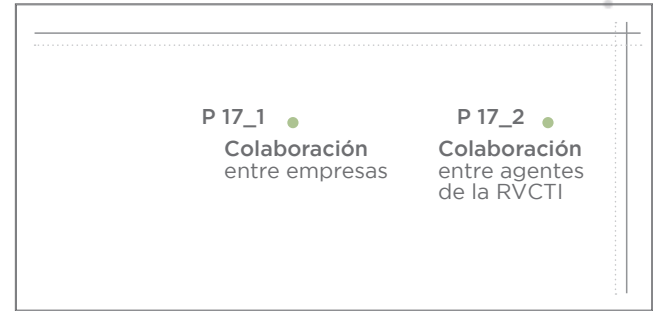 P 17_1
Colaboración
entre empresas
P 17_2
Colaboración
entre agentes
de la RVCTI